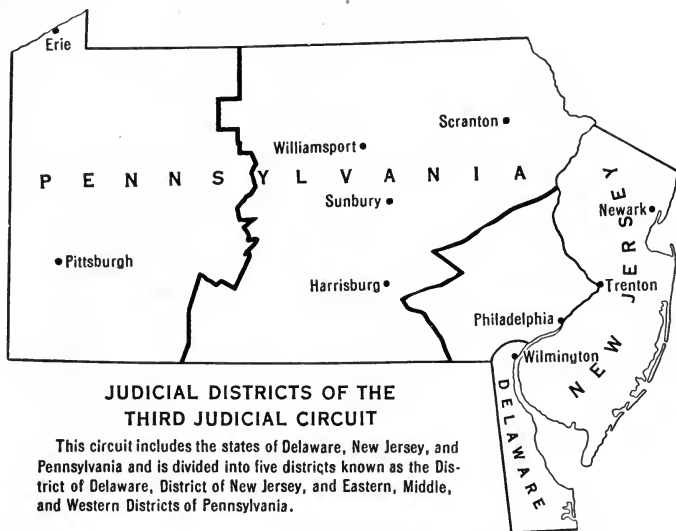 Erie
Scranton
Williamsport
PENNSYLVANIA
Sunbury
Newark
NEW JERSEY
Pittsburgh
Harrisburg
Trenton
Philadelphia
Wilmington
DELAWARE
JUDICIAL DISTRICTS OF THE
THIRD JUDICIAL CIRCUIT
This circuit includes the states of Delaware, New Jersey, and
Pennsylvania and is divided into five districts known as the Dis-
trict of Delaware, District of New Jersey, and Eastern, Middle,
and Western Districts of Pennsylvania.